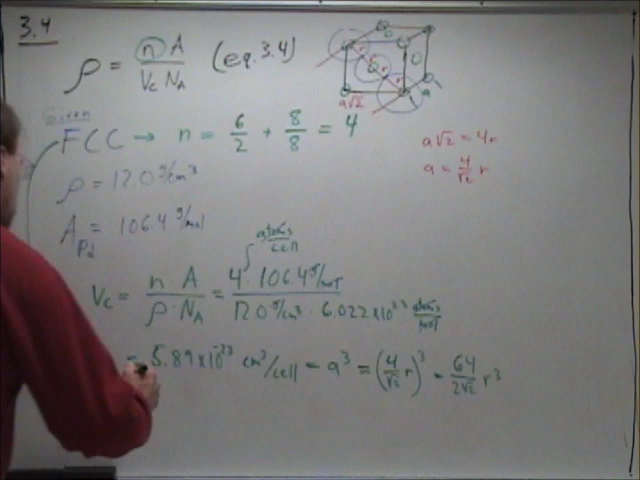 3.4
ρ = n A / V_c N_A (eq. 3.4)
a√2
a
r
r
Given
FCC → n = 6/2 + 8/8 = 4
a√2 = 4r
a = 4/√2 r
ρ = 12.0 g/cm³
A_Pd = 106.4 g/mol
atoms/cell
V_c = n · A / ρ · N_A = 4 · 106.4 g/mol / 12.0 g/cm³ · 6.022×10²³ atoms/mol
= 5.89×10⁻²³ cm³/cell = a³ = (4/√2 r)³ = 64/2√2 r³